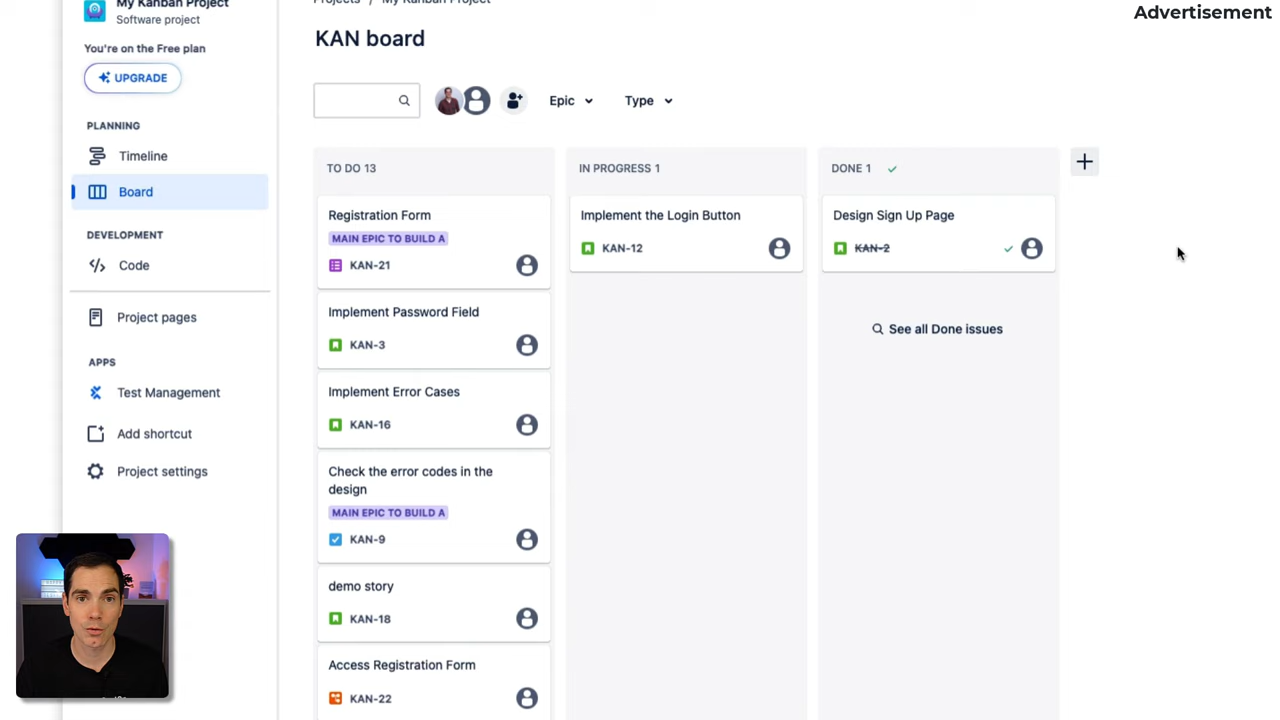 Advertisement
My Kanban Project
Software project
You're on the Free plan
UPGRADE
PLANNING
Timeline
Board
DEVELOPMENT
Code
Project pages
APPS
Test Management
Add shortcut
Project settings
Projects / My Kanban Project
KAN board
Epic
Type
TO DO 13
Registration Form
MAIN EPIC TO BUILD A
KAN-21
Implement Password Field
KAN-3
Implement Error Cases
KAN-16
Check the error codes in the
design
MAIN EPIC TO BUILD A
KAN-9
demo story
KAN-18
Access Registration Form
KAN-22
IN PROGRESS 1
Implement the Login Button
KAN-12
DONE 1
Design Sign Up Page
KAN-2
See all Done issues